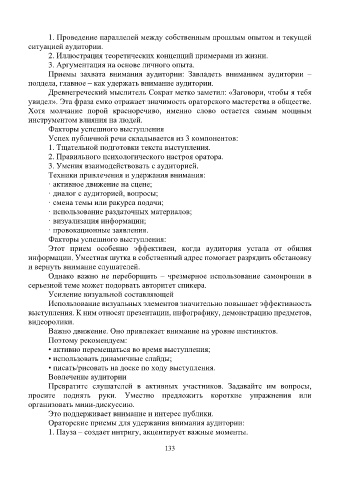 1. Проведение параллелей между собственным прошлым опытом и текущей
ситуацией аудитории.
2. Иллюстрация теоретических концепций примерами из жизни.
3. Аргументация на основе личного опыта.
Приемы захвата внимания аудитории: Завладеть вниманием аудитории –
полдела, главное – как удержать внимание аудитории.
Древнегреческий мыслитель Сократ метко заметил: «Заговори, чтобы я тебя
увидел». Эта фраза емко отражает значимость ораторского мастерства в обществе.
Хотя молчание порой красноречиво, именно слово остается самым мощным
инструментом влияния на людей.
Факторы успешного выступления
Успех публичной речи складывается из 3 компонентов:
1. Тщательной подготовки текста выступления.
2. Правильного психологического настроя оратора.
3. Умения взаимодействовать с аудиторией.
Техники привлечения и удержания внимания:
· активное движение на сцене;
· диалог с аудиторией, вопросы;
· смена темы или ракурса подачи;
· использование раздаточных материалов;
· визуализация информации;
· провокационные заявления.
Факторы успешного выступления:
Этот прием особенно эффективен, когда аудитория устала от обилия
информации. Уместная шутка в собственный адрес помогает разрядить обстановку
и вернуть внимание слушателей.
Однако важно не переборщить – чрезмерное использование самоиронии в
серьезной теме может подорвать авторитет спикера.
Усиление визуальной составляющей
Использование визуальных элементов значительно повышает эффективность
выступления. К ним относят презентации, инфографику, демонстрацию предметов,
видеоролики.
Важно движение. Оно привлекает внимание на уровне инстинктов.
Поэтому рекомендуем:
• активно перемещаться во время выступления;
• использовать динамичные слайды;
• писать/рисовать на доске по ходу выступления.
Вовлечение аудитории
Превратите слушателей в активных участников. Задавайте им вопросы,
просите поднять руки. Уместно предложить короткие упражнения или
организовать мини-дискуссию.
Это поддерживает внимание и интерес публики.
Ораторские приемы для удержания внимания аудитории:
1. Пауза – создает интригу, акцентирует важные моменты.
133